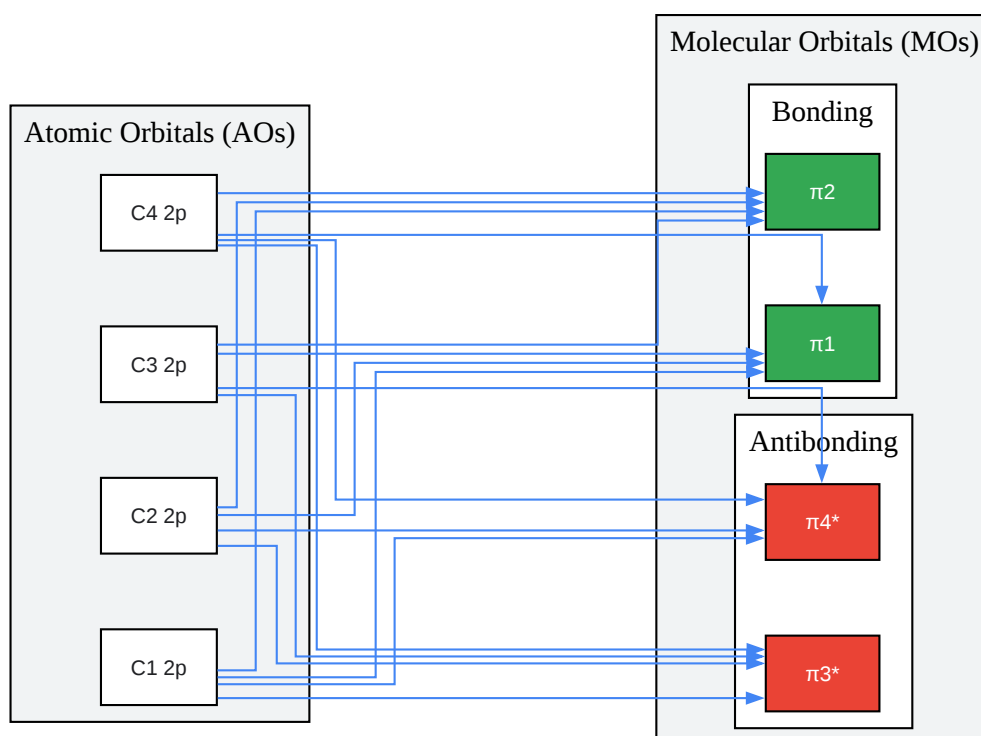 Molecular Orbitals (MOs)
Bonding
Atomic Orbitals (AOs)
C4 2p
π2
C3 2p
π1
Antibonding
C2 2p
π4*
C1 2p
π3*